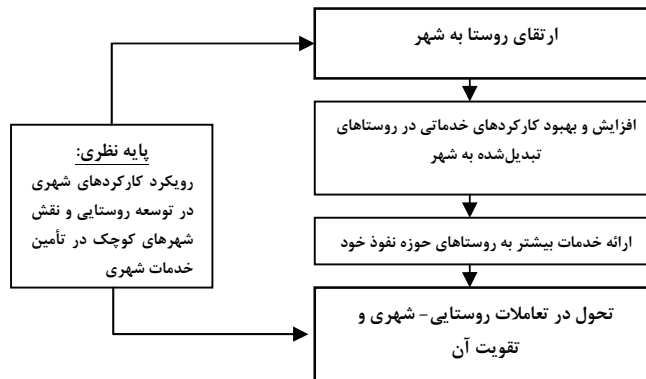 ارتقای روستا به شهر
افزایش و بهبود کارکردهای خدماتی در روستاهای
تبدیل‌شده به شهر
ارائه خدمات بیشتر به روستاهای حوزه نفوذ خود
تحول در تعاملات روستایی- شهری و
تقویت آن
پایه نظری:
رویکرد کارکردهای شهری
در توسعه روستایی و نقش
شهرهای کوچک در تأمین
خدمات شهری